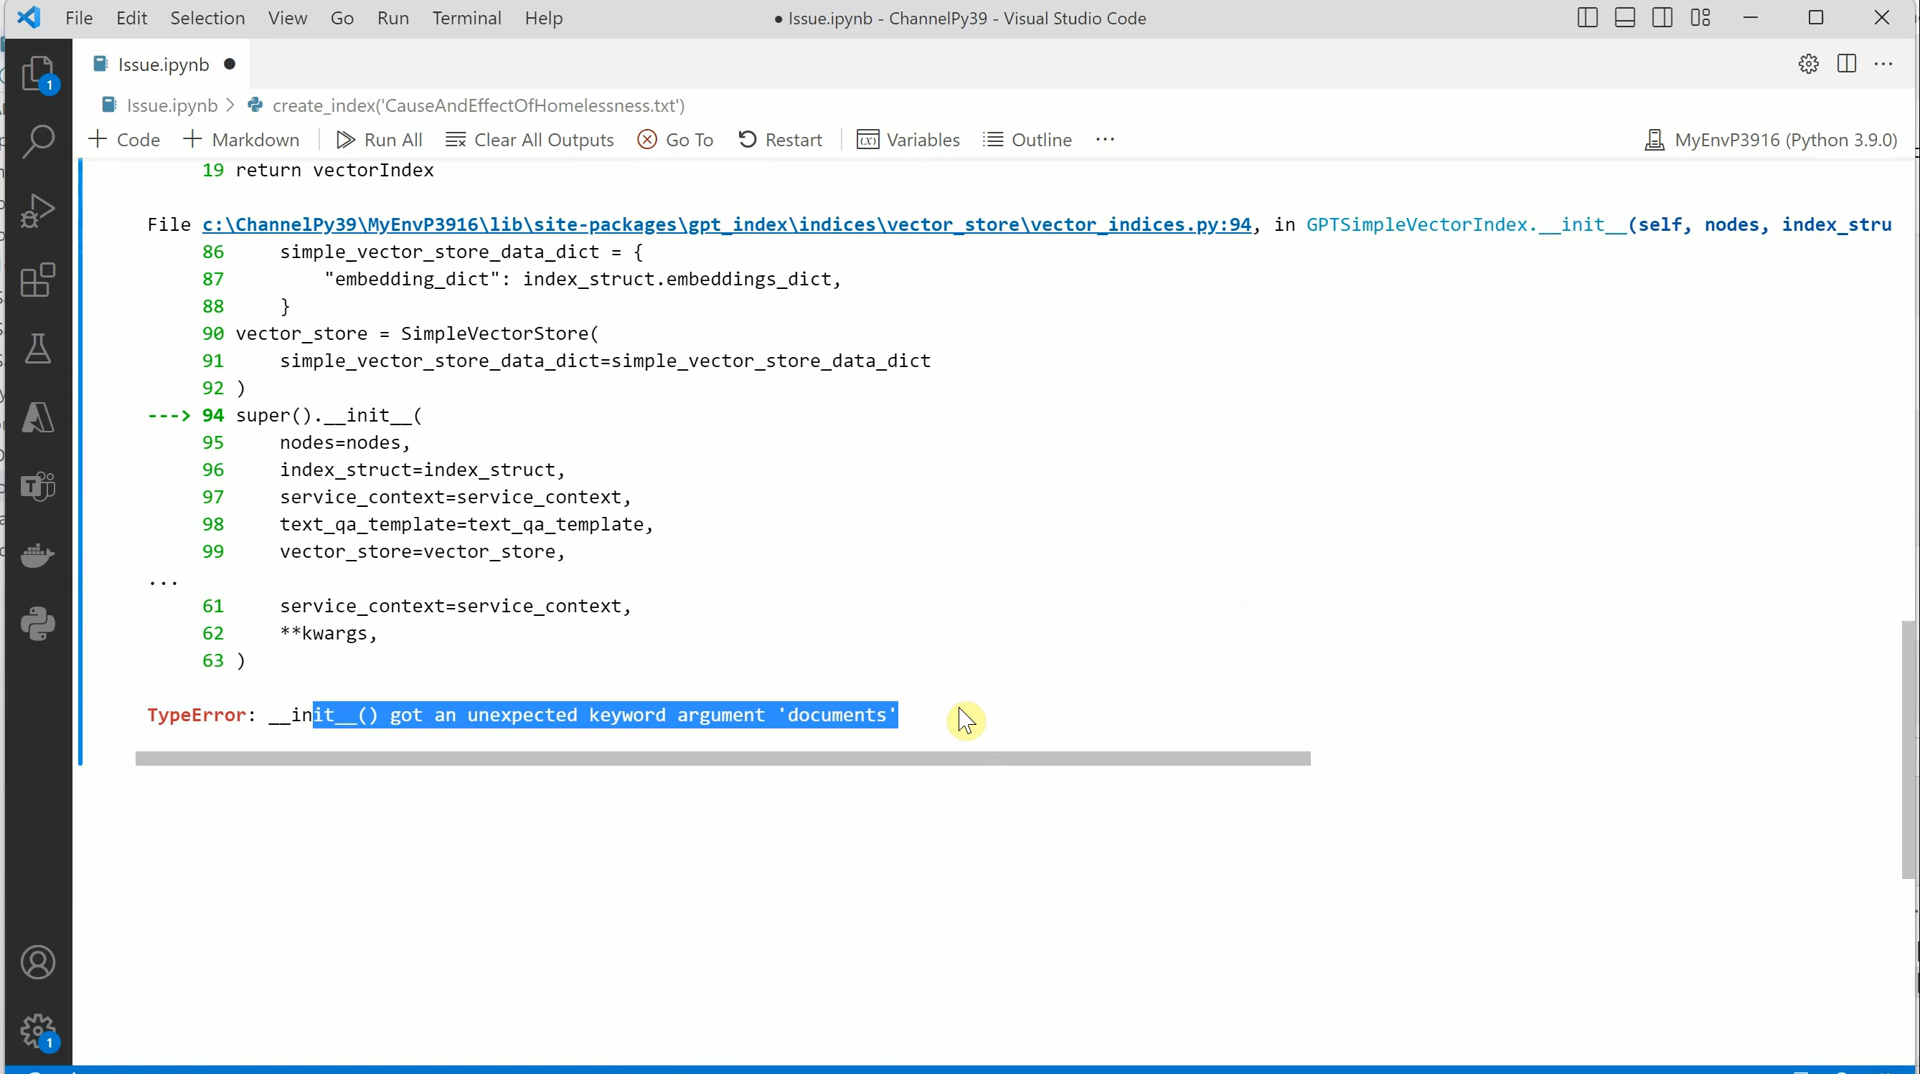 File Edit Selection View Go Run Terminal Help
● Issue.ipynb - ChannelPy39 - Visual Studio Code
Issue.ipynb ●
Issue.ipynb > create_index('CauseAndEffectOfHomelessness.txt')
+ Code + Markdown Run All Clear All Outputs Go To Restart Variables Outline ···
MyEnvP3916 (Python 3.9.0)
19 return vectorIndex
File c:\ChannelPy39\MyEnvP3916\lib\site-packages\gpt_index\indices\vector_store\vector_indices.py:94, in GPTSimpleVectorIndex.__init__(self, nodes, index_stru
86     simple_vector_store_data_dict = {
87         "embedding_dict": index_struct.embeddings_dict,
88     }
90 vector_store = SimpleVectorStore(
91     simple_vector_store_data_dict=simple_vector_store_data_dict
92 )
---> 94 super().__init__(
95     nodes=nodes,
96     index_struct=index_struct,
97     service_context=service_context,
98     text_qa_template=text_qa_template,
99     vector_store=vector_store,
...
61     service_context=service_context,
62     **kwargs,
63 )
TypeError: __init__() got an unexpected keyword argument 'documents'
1
1